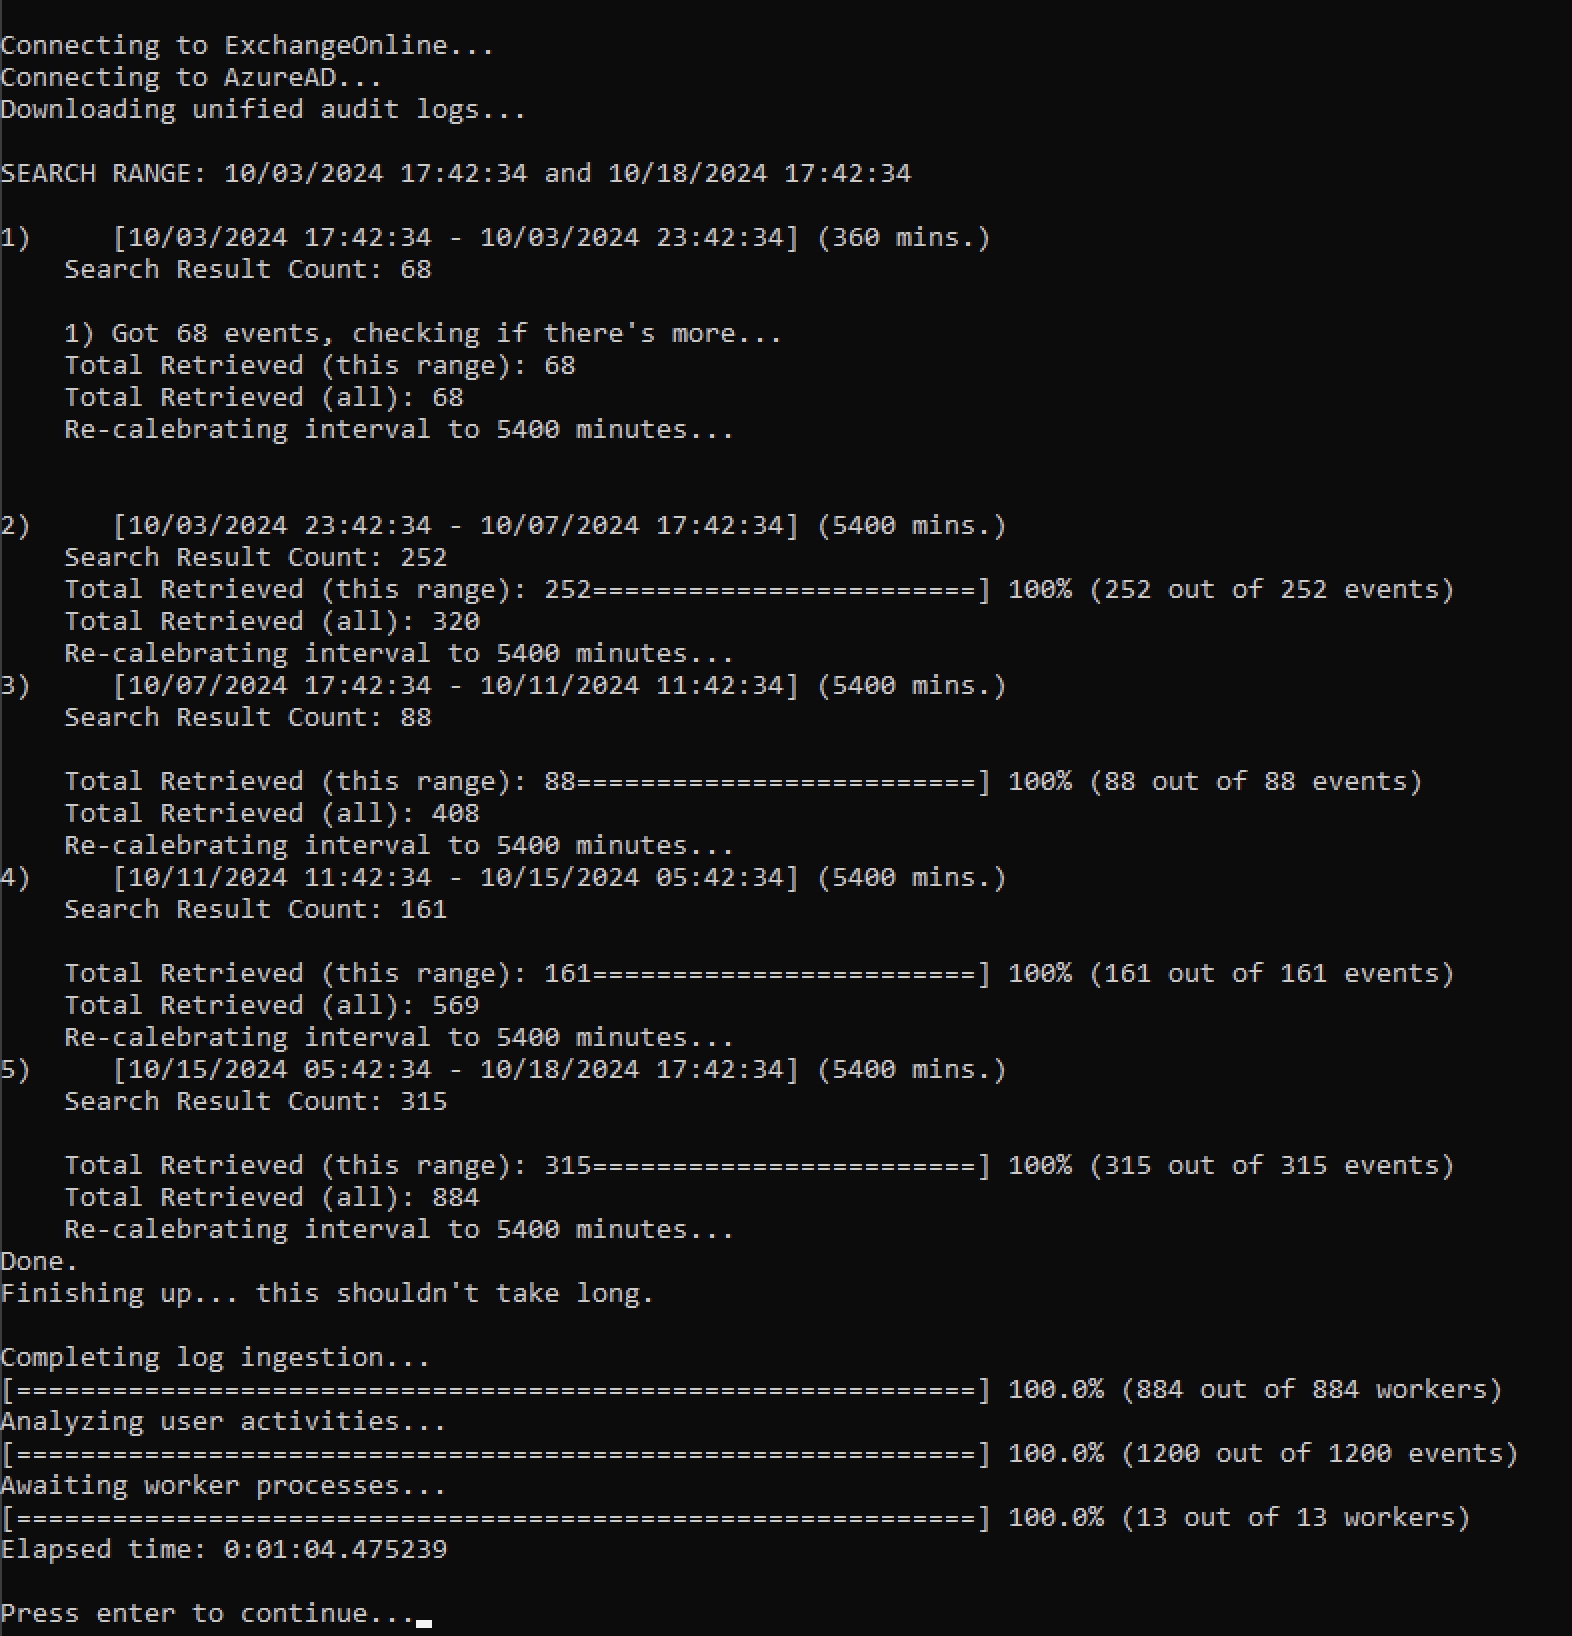 Connecting to ExchangeOnline...
Connecting to AzureAD...
Downloading unified audit logs...
SEARCH RANGE: 10/03/2024 17:42:34 and 10/18/2024 17:42:34
1)     [10/03/2024 17:42:34 - 10/03/2024 23:42:34] (360 mins.)
    Search Result Count: 68
    1) Got 68 events, checking if there's more...
    Total Retrieved (this range): 68
    Total Retrieved (all): 68
    Re-calebrating interval to 5400 minutes...
2)     [10/03/2024 23:42:34 - 10/07/2024 17:42:34] (5400 mins.)
    Search Result Count: 252
    Total Retrieved (this range): 252========================] 100% (252 out of 252 events)
    Total Retrieved (all): 320
    Re-calebrating interval to 5400 minutes...
3)     [10/07/2024 17:42:34 - 10/11/2024 11:42:34] (5400 mins.)
    Search Result Count: 88
    Total Retrieved (this range): 88=========================] 100% (88 out of 88 events)
    Total Retrieved (all): 408
    Re-calebrating interval to 5400 minutes...
4)     [10/11/2024 11:42:34 - 10/15/2024 05:42:34] (5400 mins.)
    Search Result Count: 161
    Total Retrieved (this range): 161========================] 100% (161 out of 161 events)
    Total Retrieved (all): 569
    Re-calebrating interval to 5400 minutes...
5)     [10/15/2024 05:42:34 - 10/18/2024 17:42:34] (5400 mins.)
    Search Result Count: 315
    Total Retrieved (this range): 315========================] 100% (315 out of 315 events)
    Total Retrieved (all): 884
    Re-calebrating interval to 5400 minutes...
Done.
Finishing up... this shouldn't take long.
Completing log ingestion...
[============================================================] 100.0% (884 out of 884 workers)
Analyzing user activities...
[============================================================] 100.0% (1200 out of 1200 events)
Awaiting worker processes...
[============================================================] 100.0% (13 out of 13 workers)
Elapsed time: 0:01:04.475239
Press enter to continue...